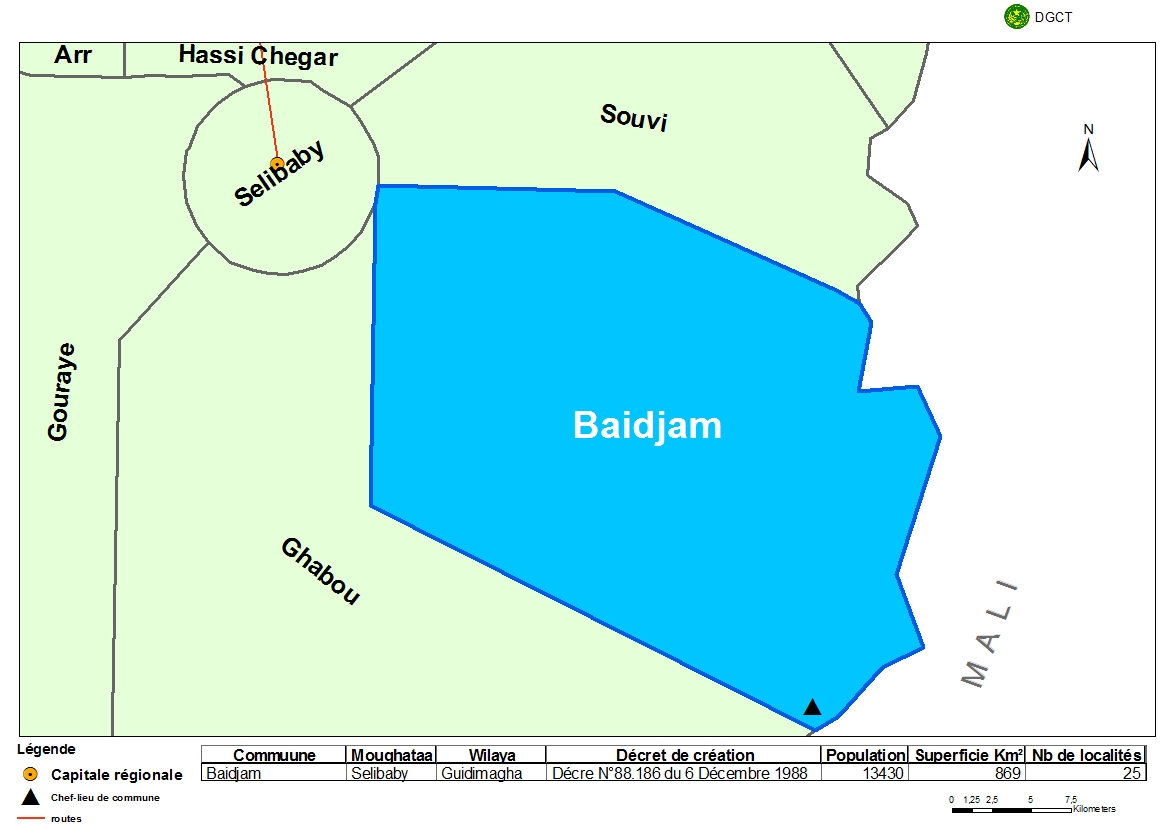 DGCT
Arr
Hassi Chegar
Souvi
N
Selibaby
Gouraye
Baidjam
Ghabou
MALI
Légende
Capitale régionale
Chef-lieu de commune
routes
Commuune Moughataa Wilaya Décret de création Population Superficie Km² Nb de localités
Baidjam Selibaby Guidimagha Décre N°88.186 du 6 Décembre 1988 13430 869 25
0 1,25 2,5 5 7,5
Kilometers